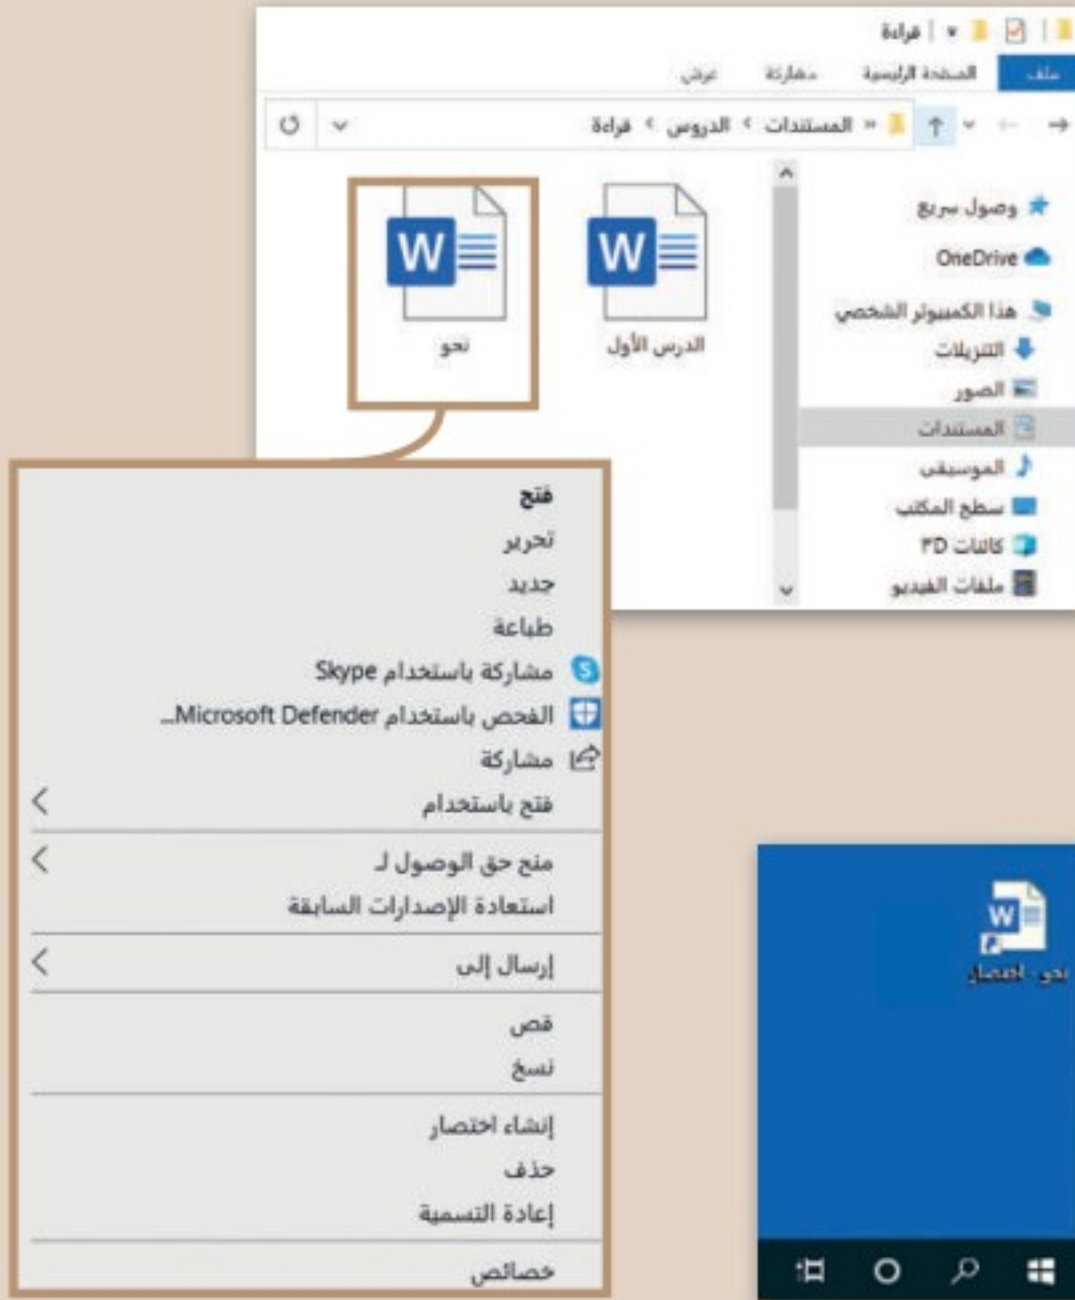 قراءة
ملف الصفحة الرئيسية مشاركة عرض
المستندات › الدروس › قراءة
وصول سريع
OneDrive
هذا الكمبيوتر الشخصي
التنزيلات
الصور
المستندات
الموسيقى
سطح المكتب
كائنات ٣D
ملفات الفيديو
W
الدرس الأول
W
نحو
فتح
تحرير
جديد
طباعة
مشاركة باستخدام Skype
الفحص باستخدام Microsoft Defender...
مشاركة
فتح باستخدام
منح حق الوصول لـ
استعادة الإصدارات السابقة
إرسال إلى
قص
نسخ
إنشاء اختصار
حذف
إعادة التسمية
خصائص
W
نحو - اختصار